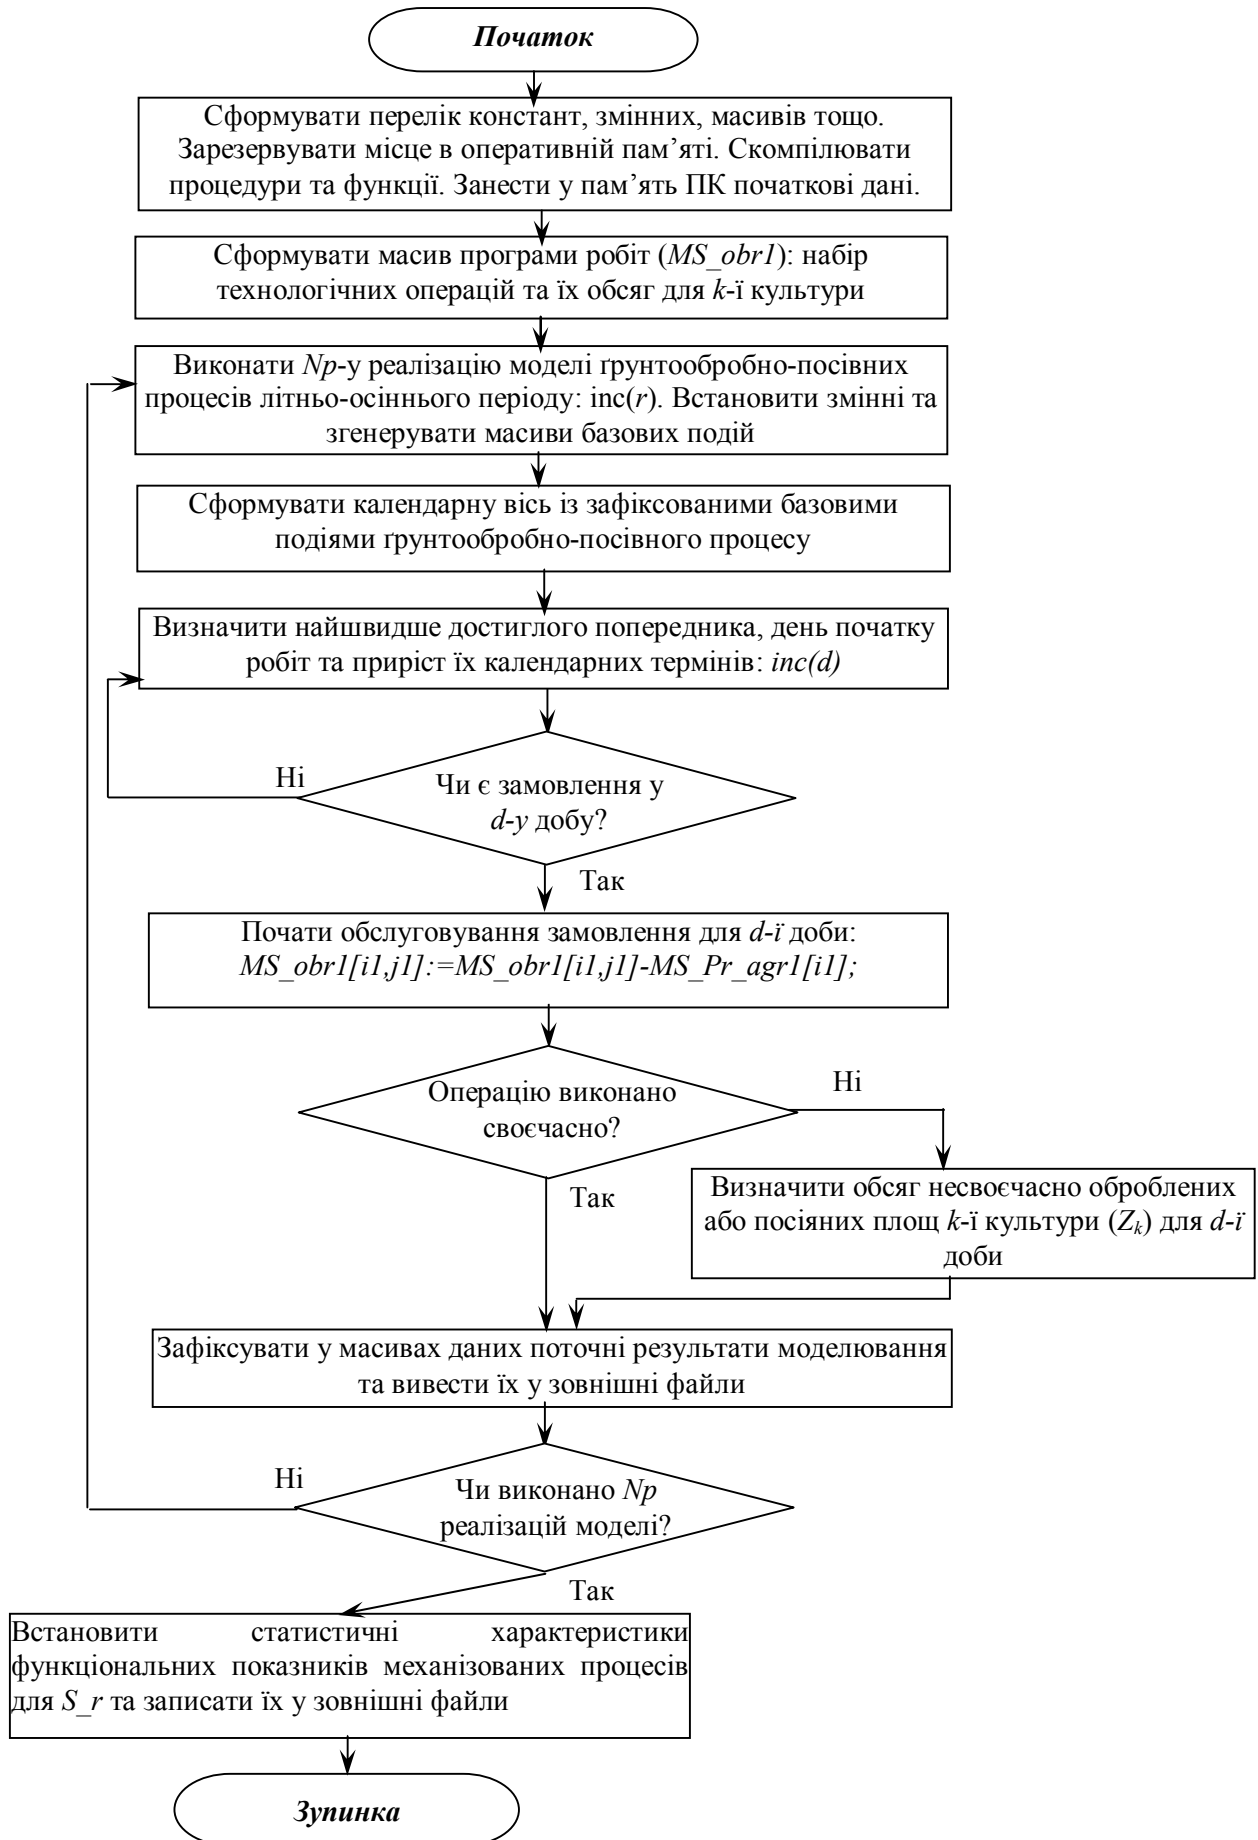 Початок
Сформувати перелік констант, змінних, масивів тощо.
Зарезервувати місце в оперативній пам’яті. Скомпілювати
процедури та функції. Занести у пам’ять ПК початкові дані.
Сформувати масив програми робіт (MS_obr1): набір
технологічних операцій та їх обсяг для k-ї культури
Виконати Np-у реалізацію моделі ґрунтообробно-посівних
процесів літньо-осіннього періоду: inc(r). Встановити змінні та
згенерувати масиви базових подій
Сформувати календарну вісь із зафіксованими базовими
подіями ґрунтообробно-посівного процесу
Визначити найшвидше достиглого попередника, день початку
робіт та приріст їх календарних термінів: inc(d)
Ні
Чи є замовлення у
d-у добу?
Так
Почати обслуговування замовлення для d-ї доби:
MS_obr1[i1,j1]:=MS_obr1[i1,j1]-MS_Pr_agr1[i1];
Операцію виконано
своєчасно?
Ні
Так
Визначити обсяг несвоєчасно оброблених
або посіяних площ k-ї культури (Zk) для d-ї
доби
Зафіксувати у масивах даних поточні результати моделювання
та вивести їх у зовнішні файли
Ні
Чи виконано Np
реалізацій моделі?
Так
Встановити статистичні характеристики
функціональних показників механізованих процесів
для S_r та записати їх у зовнішні файли
Зупинка